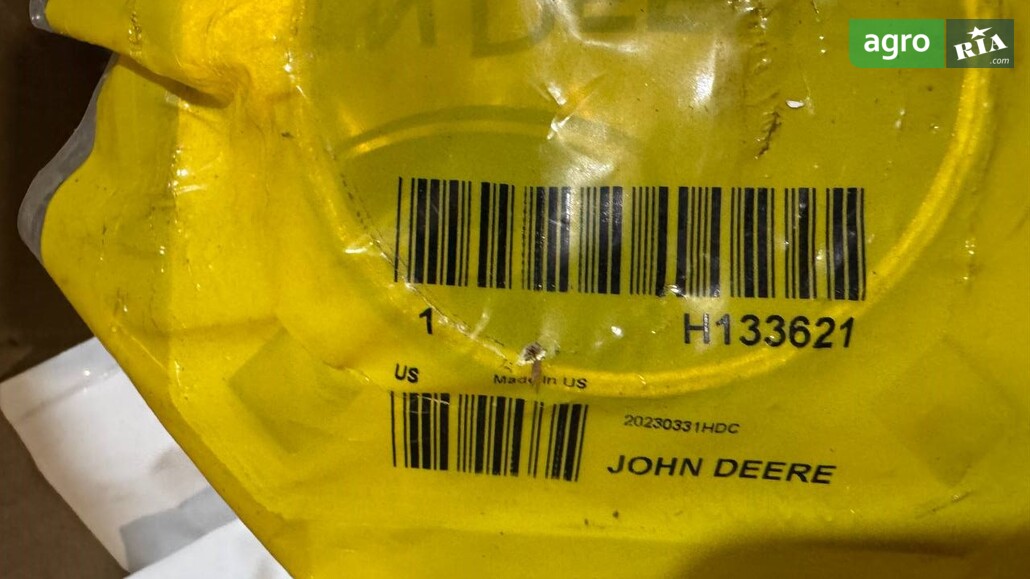 agro RIA
.com
1 H133621
US Made in US
20230331HDC
JOHN DEERE